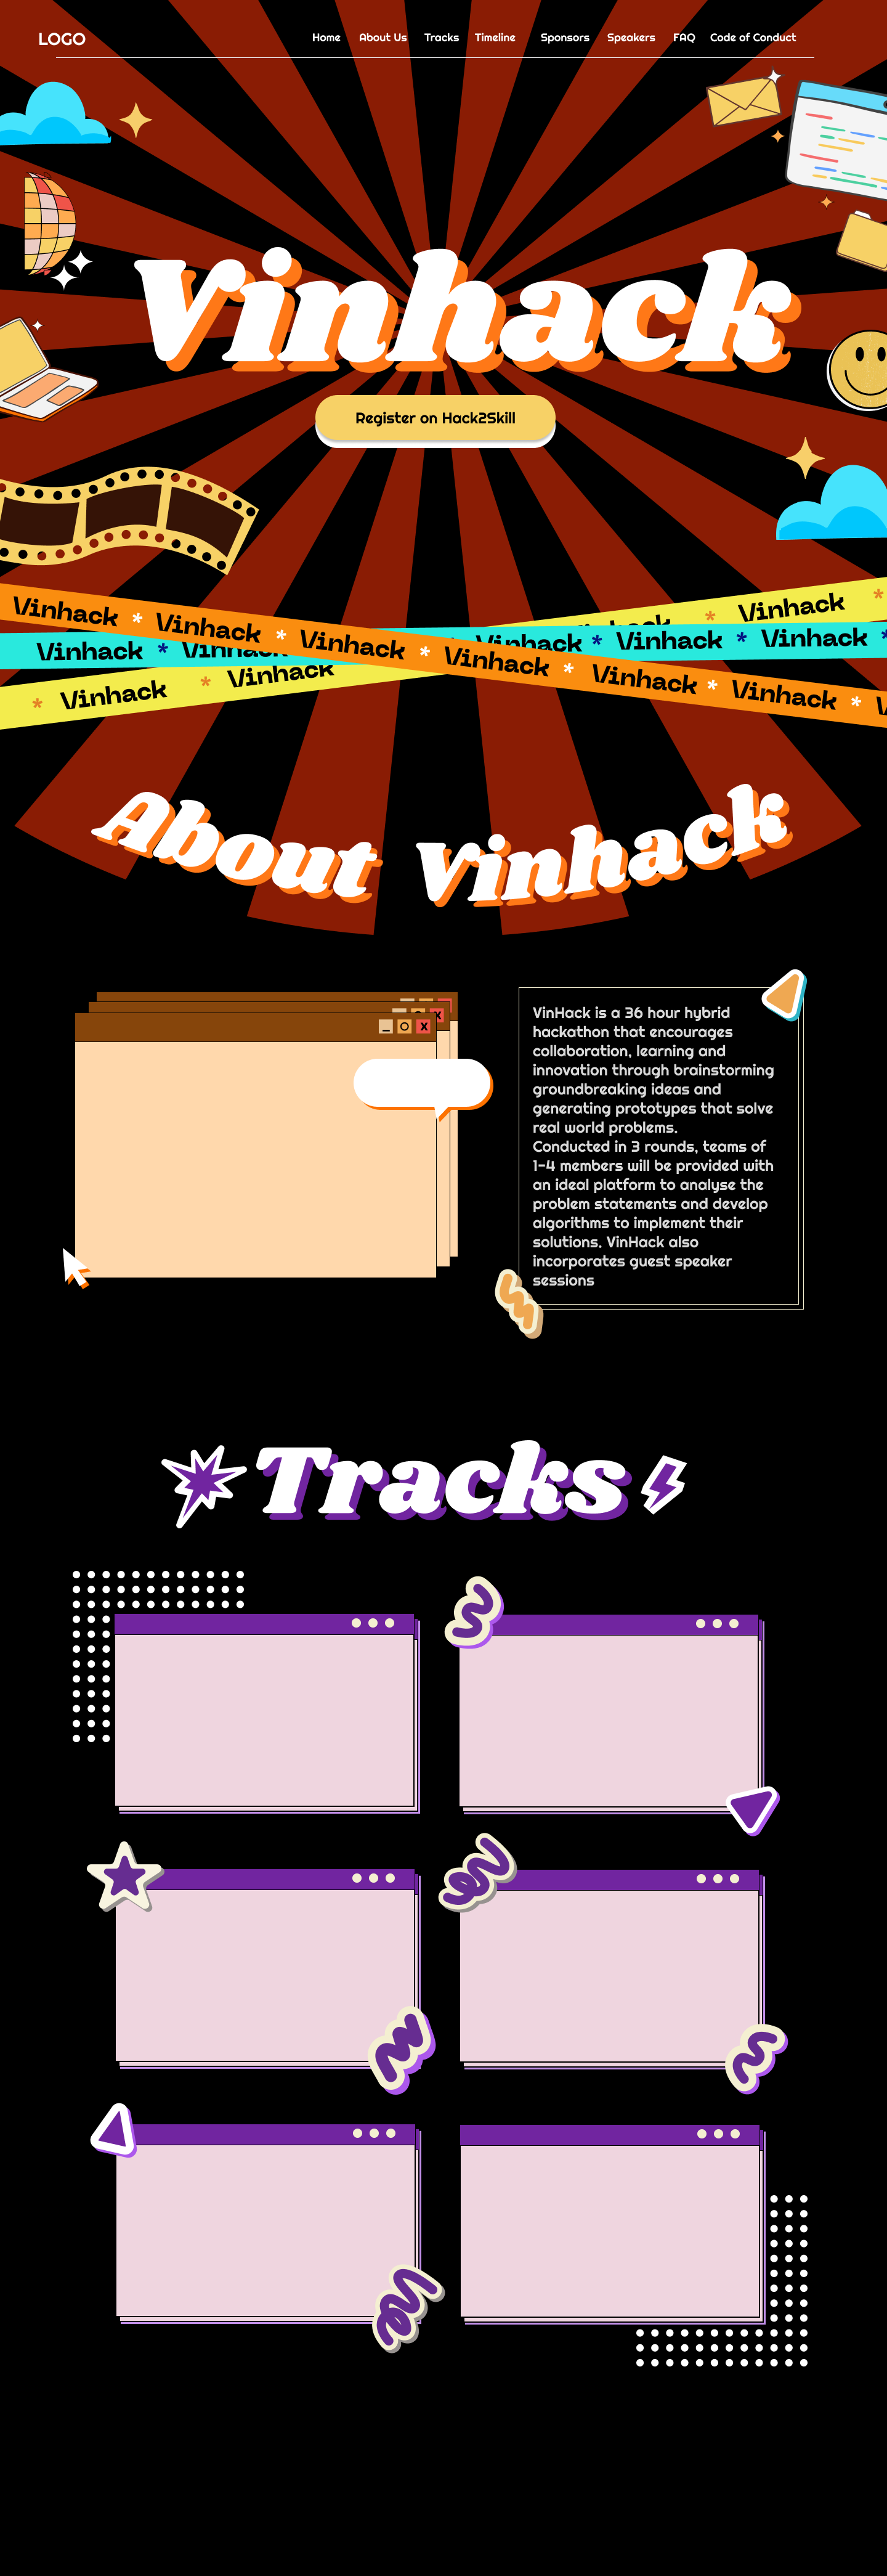 LOGO Home About Us Tracks Timeline Sponsors Speakers FAQ Code of Conduct
Vinhack
Register on Hack2Skill
Vinhack * Vinhack * Vinhack * Vinhack * Vinhack * Vinhack *
Vinhack * Vinhack Vinhack * Vinhack * Vinhack *
* Vinhack * Vinhack * Vinhack *
About Vinhack
X
X
VinHack is a 36 hour hybrid
hackathon that encourages
collaboration, learning and
innovation through brainstorming
groundbreaking ideas and
generating prototypes that solve
real world problems.
Conducted in 3 rounds, teams of
1-4 members will be provided with
an ideal platform to analyse the
problem statements and develop
algorithms to implement their
solutions. VinHack also
incorporates guest speaker
sessions
Tracks